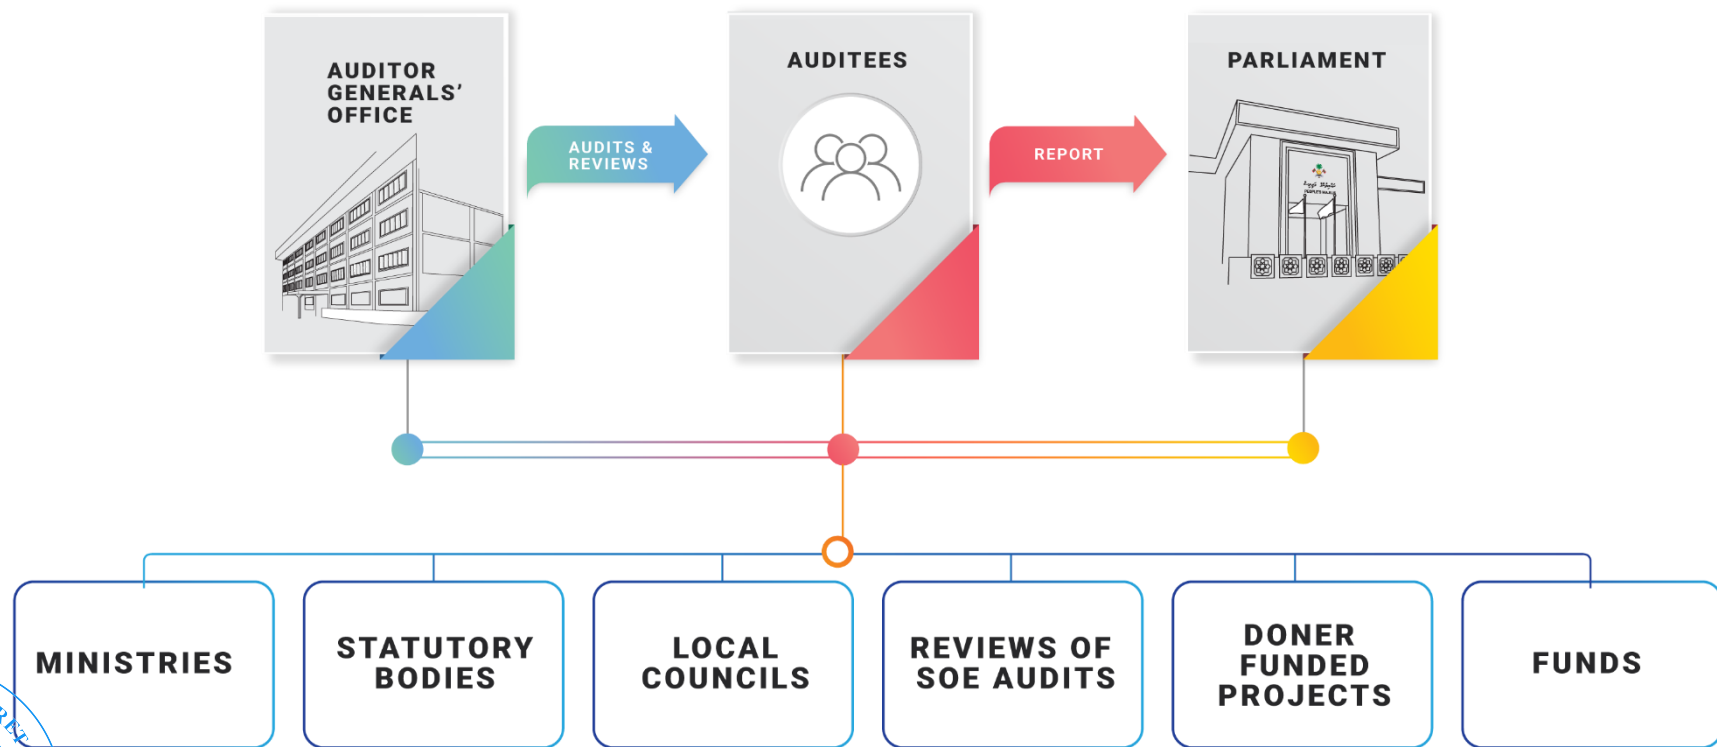 AUDITOR
GENERALS’
OFFICE
AUDITS &
REVIEWS
AUDITEES
REPORT
PARLIAMENT
MINISTRIES
STATUTORY
BODIES
LOCAL
COUNCILS
REVIEWS OF
SOE AUDITS
DONER
FUNDED
PROJECTS
FUNDS